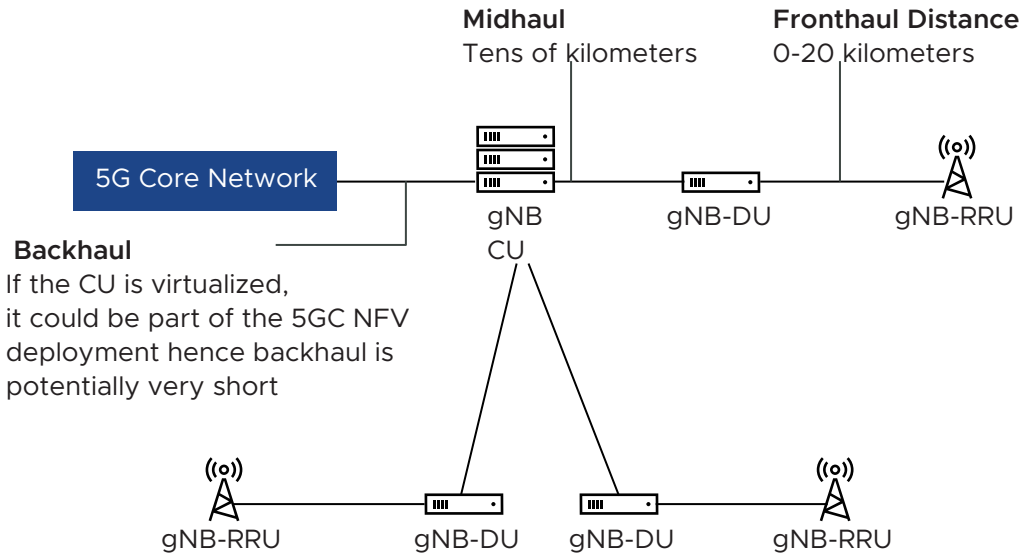 Midhaul
Tens of kilometers
Fronthaul Distance
0-20 kilometers
5G Core Network
gNB
CU
gNB-DU
gNB-RRU
Backhaul
If the CU is virtualized,
it could be part of the 5GC NFV
deployment hence backhaul is
potentially very short
gNB-RRU
gNB-DU
gNB-DU
gNB-RRU